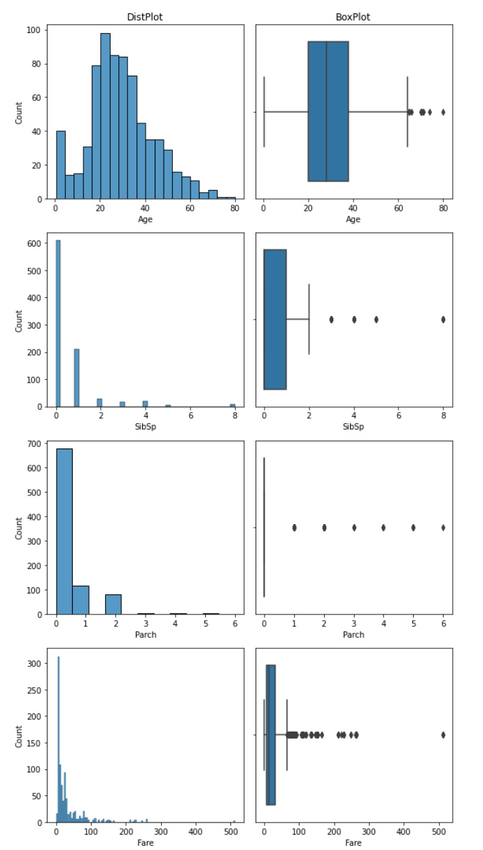 DistPlot BoxPlot
100
80
60
40
20
0
Count
0 20 40 60 80
Age
0 20 40 60 80
Age
600
500
400
300
200
100
0
Count
0 2 4 6 8
SibSp
0 2 4 6 8
SibSp
700
600
500
400
300
200
100
0
Count
0 1 2 3 4 5 6
Parch
0 1 2 3 4 5 6
Parch
300
250
200
150
100
50
0
Count
0 100 200 300 400 500
Fare
0 100 200 300 400 500
Fare